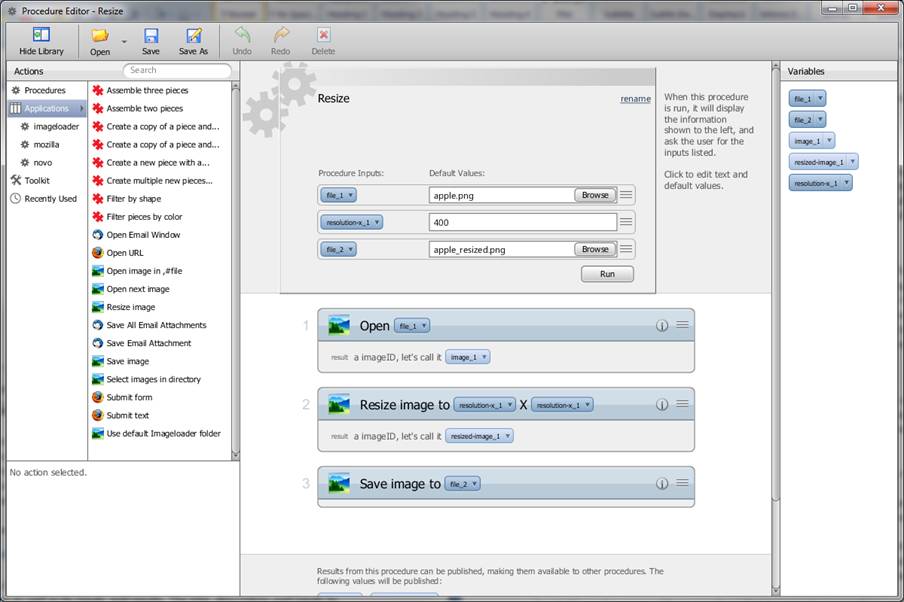 Procedure Editor - Resize
Hide Library
Open
Save
Save As
Undo
Redo
Delete
Actions
Search
Procedures
Applications
imageloader
mozilla
novo
Toolkit
Recently Used
Assemble three pieces
Assemble two pieces
Create a copy of a piece and...
Create a copy of a piece and...
Create a new piece with a...
Create multiple new pieces...
Filter by shape
Filter pieces by color
Open Email Window
Open URL
Open image in ,#file
Open next image
Resize image
Save All Email Attachments
Save Email Attachment
Save image
Select images in directory
Submit form
Submit text
Use default Imageloader folder
No action selected.
Resize
rename
Procedure Inputs:
Default Values:
file_1
apple.png
Browse
resolution-x_1
400
file_2
apple_resized.png
Browse
Run
When this procedure
is run, it will display
the information
shown to the left, and
ask the user for the
inputs listed.
Click to edit text and
default values.
1
Open file_1
result a imageID, let's call it image_1
2
Resize image to resolution-x_1 X resolution-x_1
result a imageID, let's call it resized-image_1
3
Save image to file_2
Results from this procedure can be published, making them available to other procedures. The
following values will be published:
Variables
file_1
file_2
image_1
resized-image_1
resolution-x_1